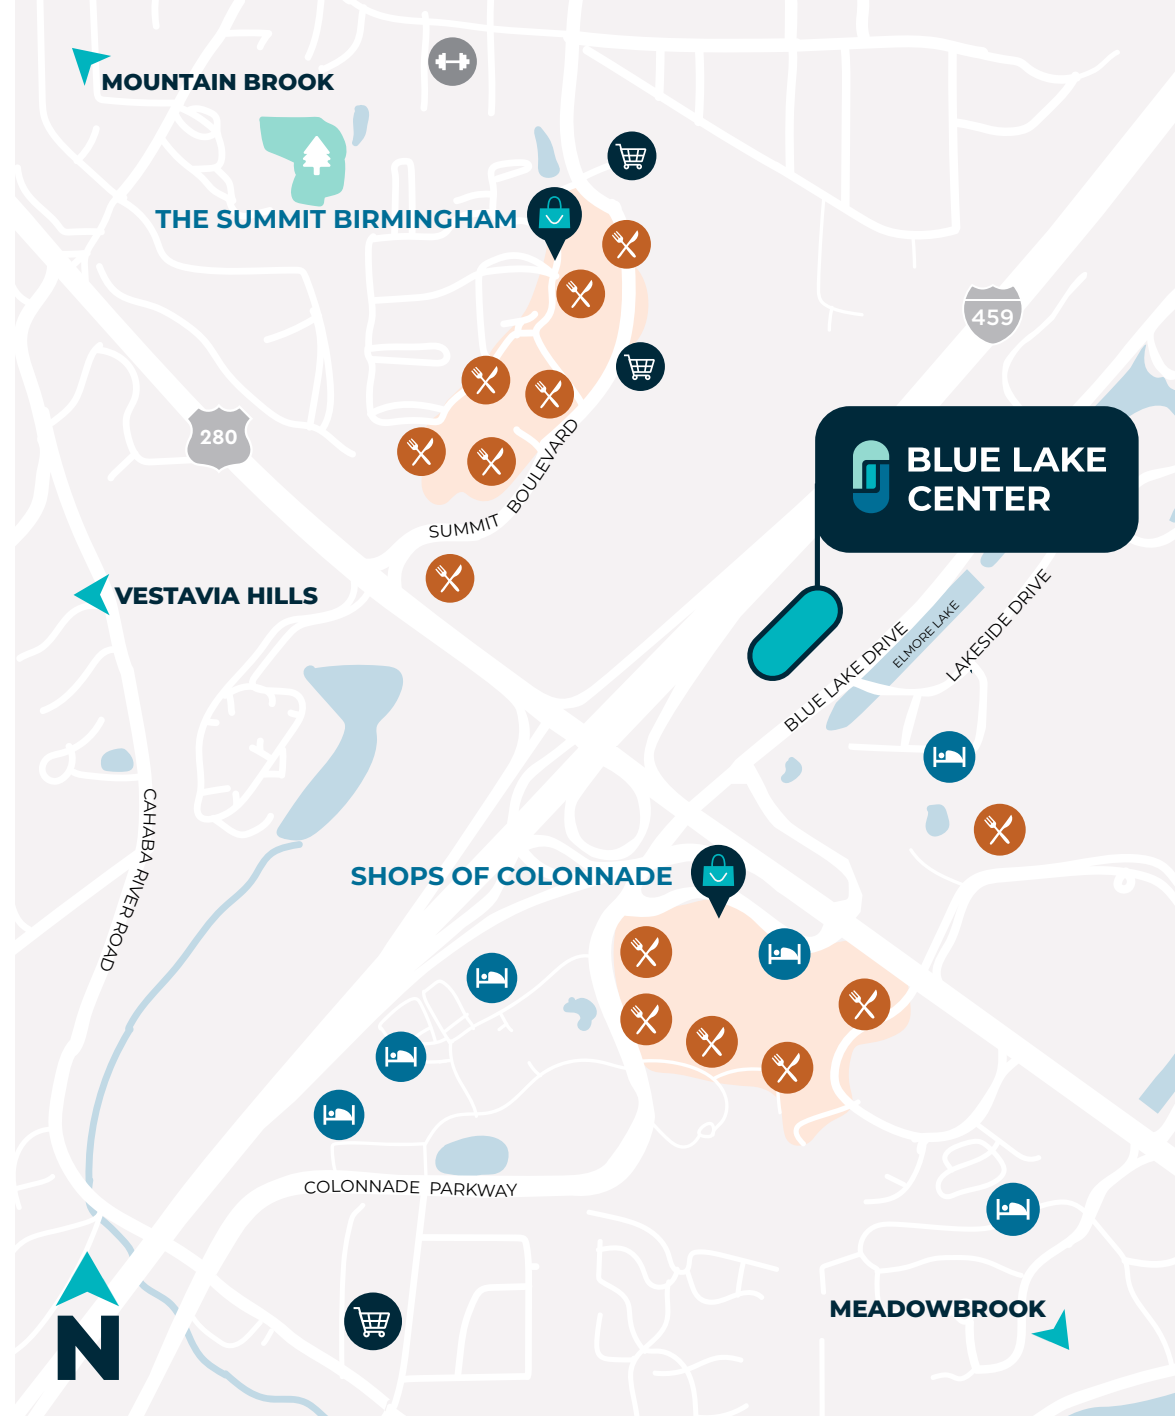 MOUNTAIN BROOK
THE SUMMIT BIRMINGHAM
459
280
BLUE LAKE
CENTER
SUMMIT BOULEVARD
VESTAVIA HILLS
BLUE LAKE DRIVE
ELMORE LAKE
LAKESIDE DRIVE
CAHABA RIVER ROAD
SHOPS OF COLONNADE
COLONNADE PARKWAY
MEADOWBROOK
N